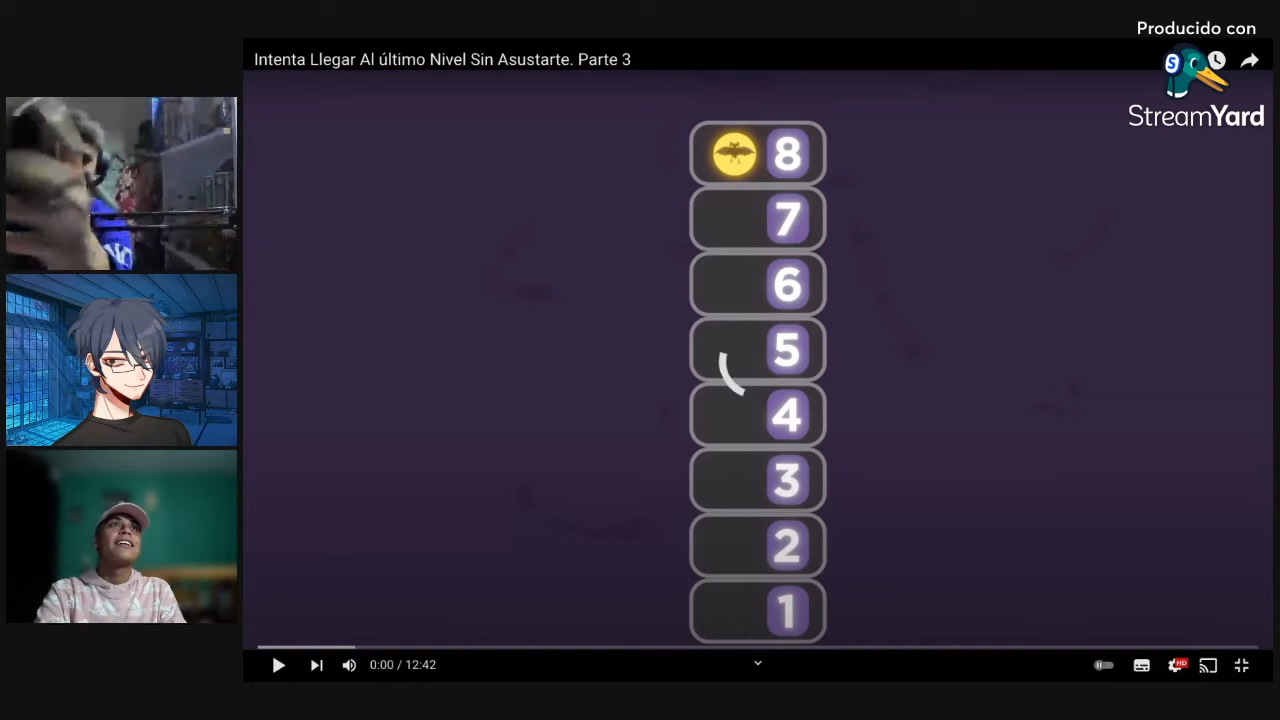 Producido con
StreamYard
Intenta Llegar Al último Nivel Sin Asustarte. Parte 3
8
7
6
5
4
3
2
1
0:00 / 12:42
HD
S